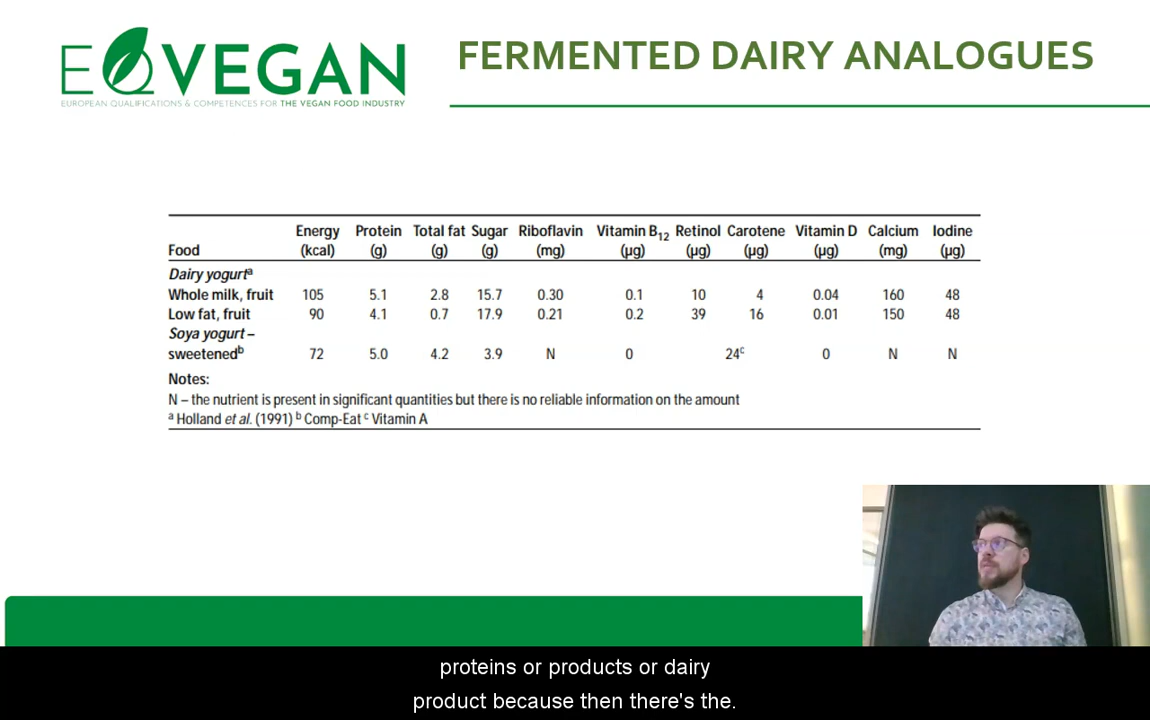 EQVEGAN
EUROPEAN QUALIFICATIONS & COMPETENCES FOR THE VEGAN FOOD INDUSTRY
FERMENTED DAIRY ANALOGUES
Food Energy (kcal) Protein (g) Total fat (g) Sugar (g) Riboflavin (mg) Vitamin B12 (µg) Retinol (µg) Carotene (µg) Vitamin D (µg) Calcium (mg) Iodine (µg)
Dairy yogurtᵃ
Whole milk, fruit 105 5.1 2.8 15.7 0.30 0.1 10 4 0.04 160 48
Low fat, fruit 90 4.1 0.7 17.9 0.21 0.2 39 16 0.01 150 48
Soya yogurt –
sweetenedᵇ 72 5.0 4.2 3.9 N 0 24ᶜ 0 N N
Notes:
N – the nutrient is present in significant quantities but there is no reliable information on the amount
ᵃ Holland et al. (1991) ᵇ Comp-Eat ᶜ Vitamin A
proteins or products or dairy
product because then there's the.